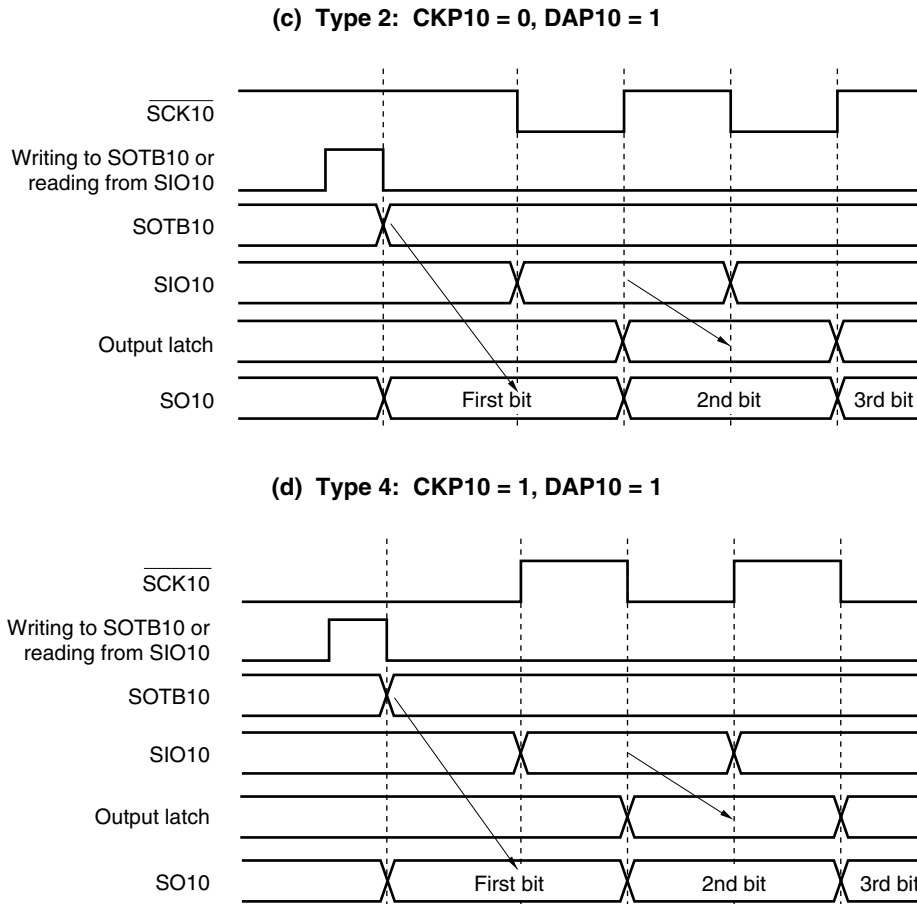 (c) Type 2: CKP10 = 0, DAP10 = 1
SCK10
Writing to SOTB10 or
reading from SIO10
SOTB10
SIO10
Output latch
SO10
First bit
2nd bit
3rd bit
(d) Type 4: CKP10 = 1, DAP10 = 1
SCK10
Writing to SOTB10 or
reading from SIO10
SOTB10
SIO10
Output latch
SO10
First bit
2nd bit
3rd bit